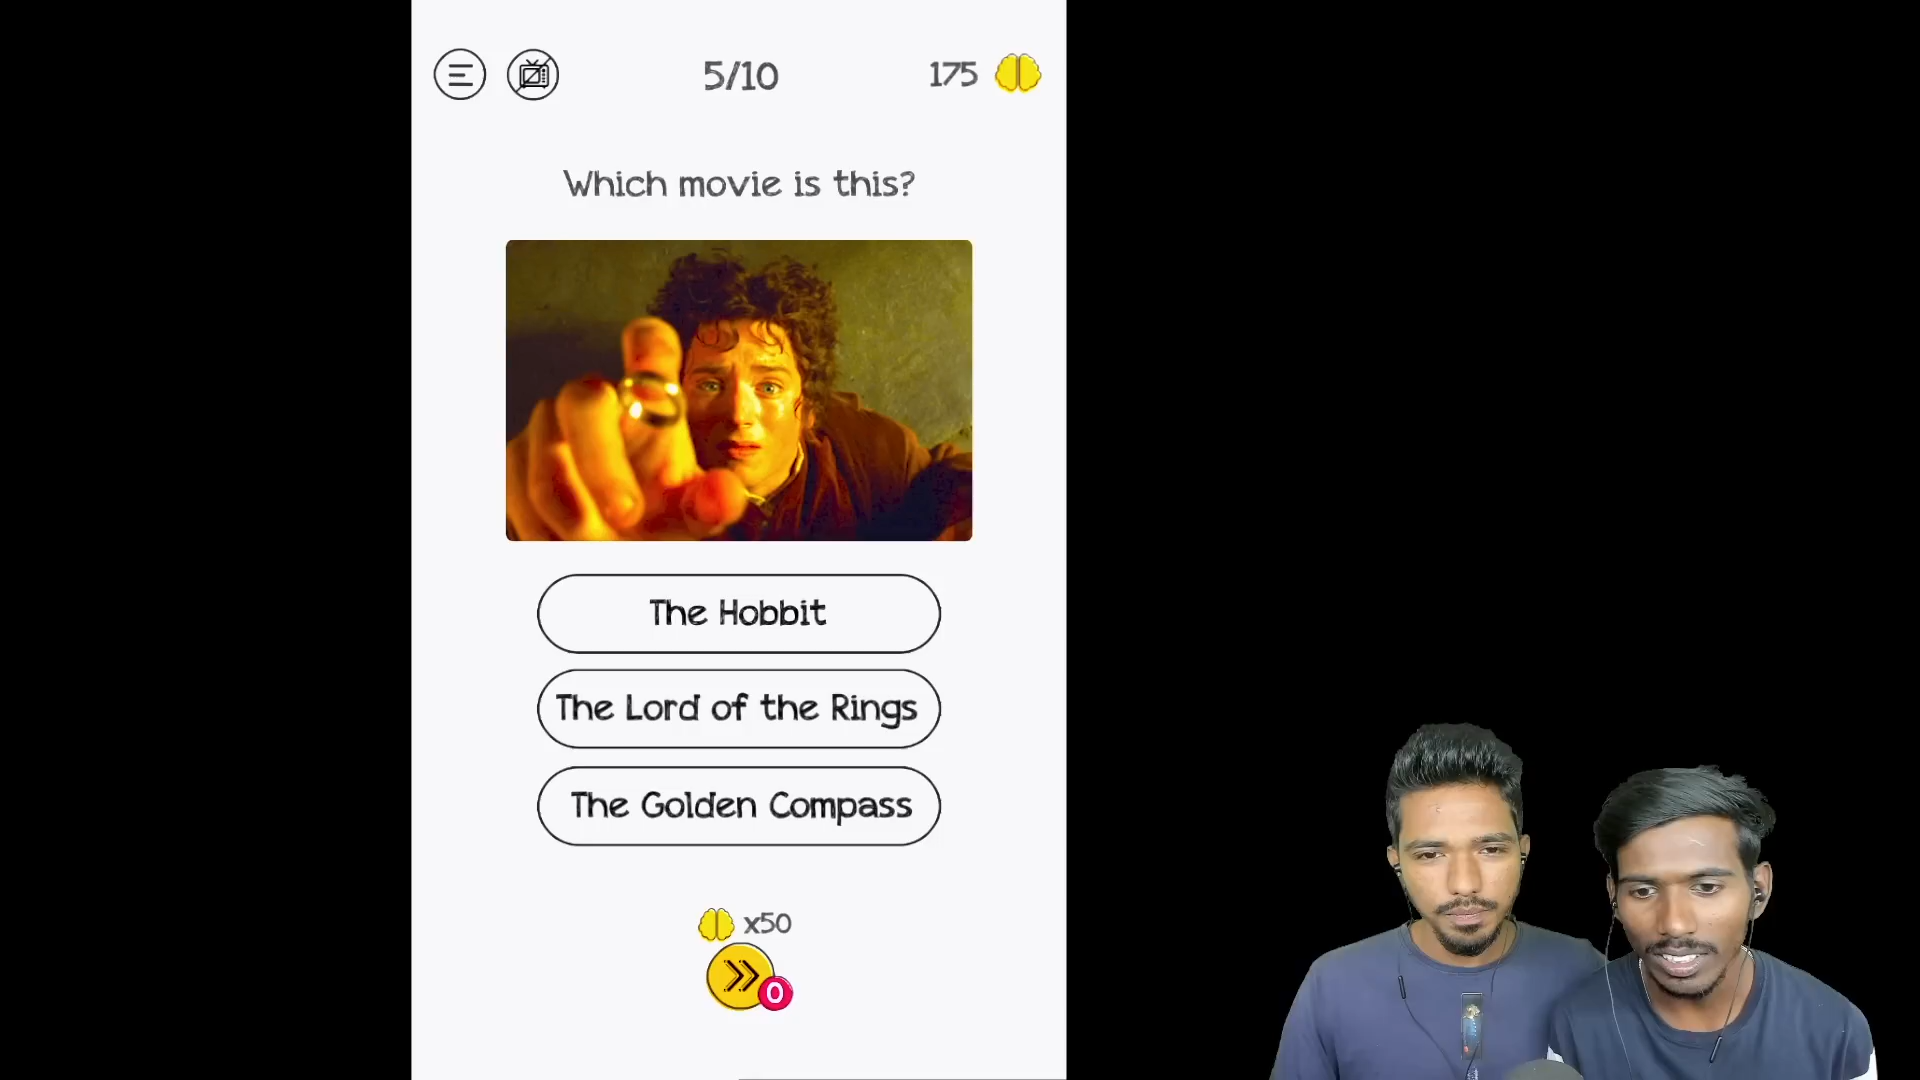 5/10
175
Which movie is this?
The Hobbit
The Lord of the Rings
The Golden Compass
x50
0